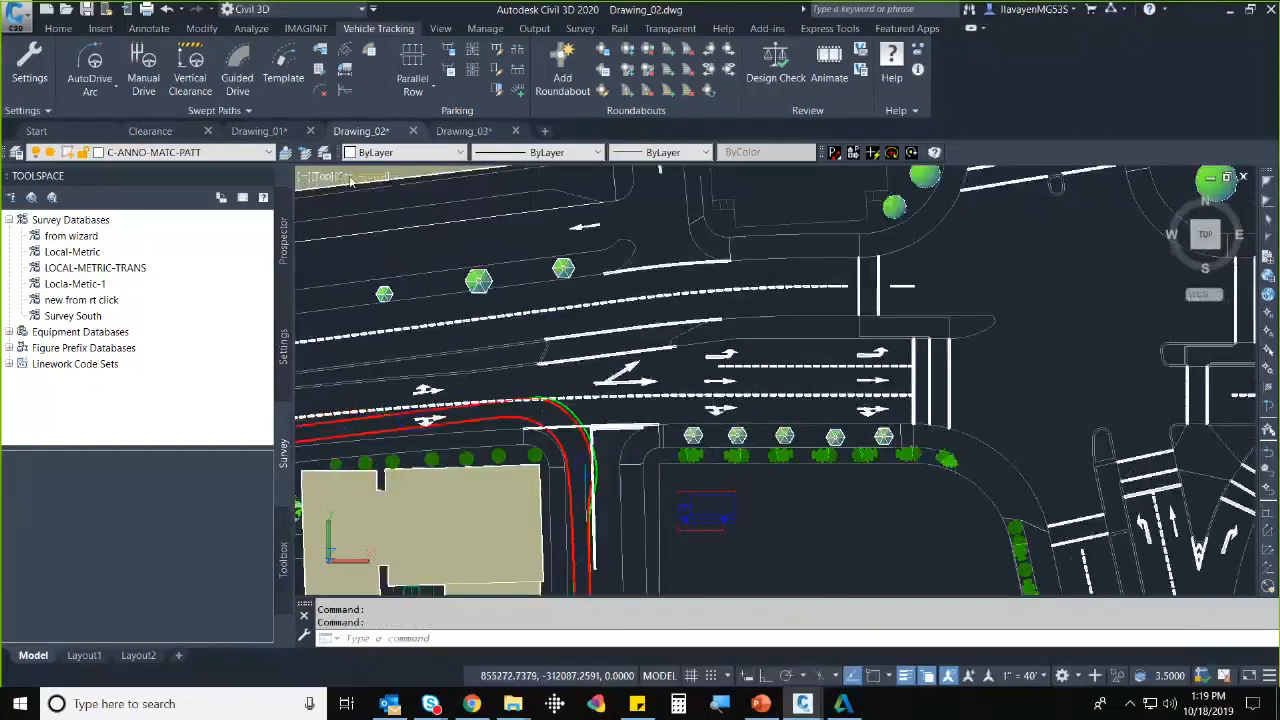 Civil 3D
Autodesk Civil 3D 2020 Drawing_02.dwg
Type a keyword or phrase
IlavayenMG53S
C3D
Home Insert Annotate Modify Analyze IMAGINiT Vehicle Tracking View Manage Output Survey Rail Transparent Help Add-ins Express Tools Featured Apps
Settings
AutoDrive Arc
Manual Drive
Vertical Clearance
Guided Drive
Template
Parallel Row
Add Roundabout
Design Check
Animate
Help
Settings
Swept Paths
Parking
Roundabouts
Review
Help
Start Clearance Drawing_01* Drawing_02* Drawing_03*
C-ANNO-MATC-PATT
ByLayer
ByLayer
ByLayer
ByColor
TOOLSPACE
Survey Databases
from wizard
Local-Metric
LOCAL-METRIC-TRANS
Locla-Metic-1
new from rt click
Survey South
Equipment Databases
Figure Prefix Databases
Linework Code Sets
Prospector
Settings
Survey
Toolbox
[−][Top]
N
W TOP E
S
WCS
Y
X
Command:
Command:
Type a command
Model Layout1 Layout2
855272.7379, -312087.2591, 0.0000 MODEL
1" = 40'
3.5000
Type here to search
1:19 PM
10/18/2019